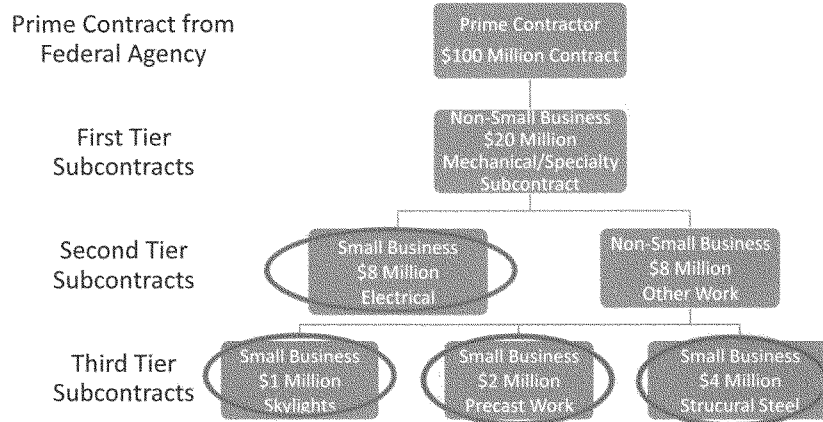 Prime Contract from
Federal Agency
Prime Contractor
$100 Million Contract
First Tier
Subcontracts
Non-Small Business
$20 Million
Mechanical/Specialty
Subcontract
Second Tier
Subcontracts
Small Business
$8 Million
Electrical
Non-Small Business
$8 Million
Other Work
Third Tier
Subcontracts
Small Business
$1 Million
Skylights
Small Business
$2 Million
Precast Work
Small Business
$4 Million
Strucural Steel